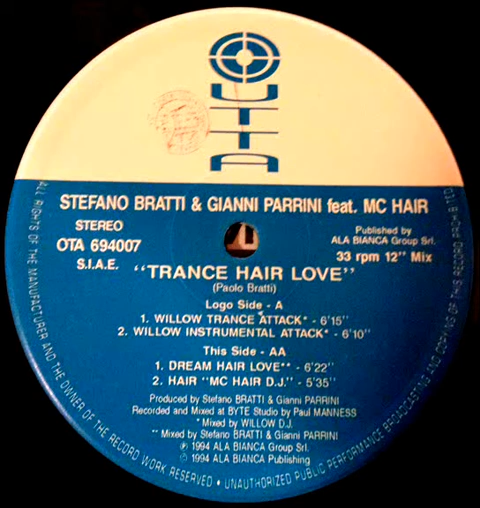 OUTTA
STEFANO BRATTI & GIANNI PARRINI feat. MC HAIR
STEREO
OTA 694007
S.I.A.E.
Published by
ALA BIANCA Group Srl.
33 rpm 12" Mix
"TRANCE HAIR LOVE"
(Paolo Bratti)
Logo Side - A
1. WILLOW TRANCE ATTACK* - 6'15"
2. WILLOW INSTRUMENTAL ATTACK* - 6'10"
This Side - AA
1. DREAM HAIR LOVE** - 6'22"
2. HAIR "MC HAIR D.J." - 5'35"
Produced by Stefano BRATTI & Gianni PARRINI
Recorded and Mixed at BYTE Studio by Paul MANNESS
* Mixed by WILLOW D.J.
** Mixed by Stefano BRATTI & Gianni PARRINI
℗ 1994 ALA BIANCA Group Srl.
© 1994 ALA BIANCA Publishing
ALL RIGHTS OF THE MANUFACTURER AND THE OWNER OF THE RECORD WORK RESERVED • UNAUTHORIZED PUBLIC PERFORMANCE BROADCASTING AND COPYING OF THIS RECORD PROHIBITED